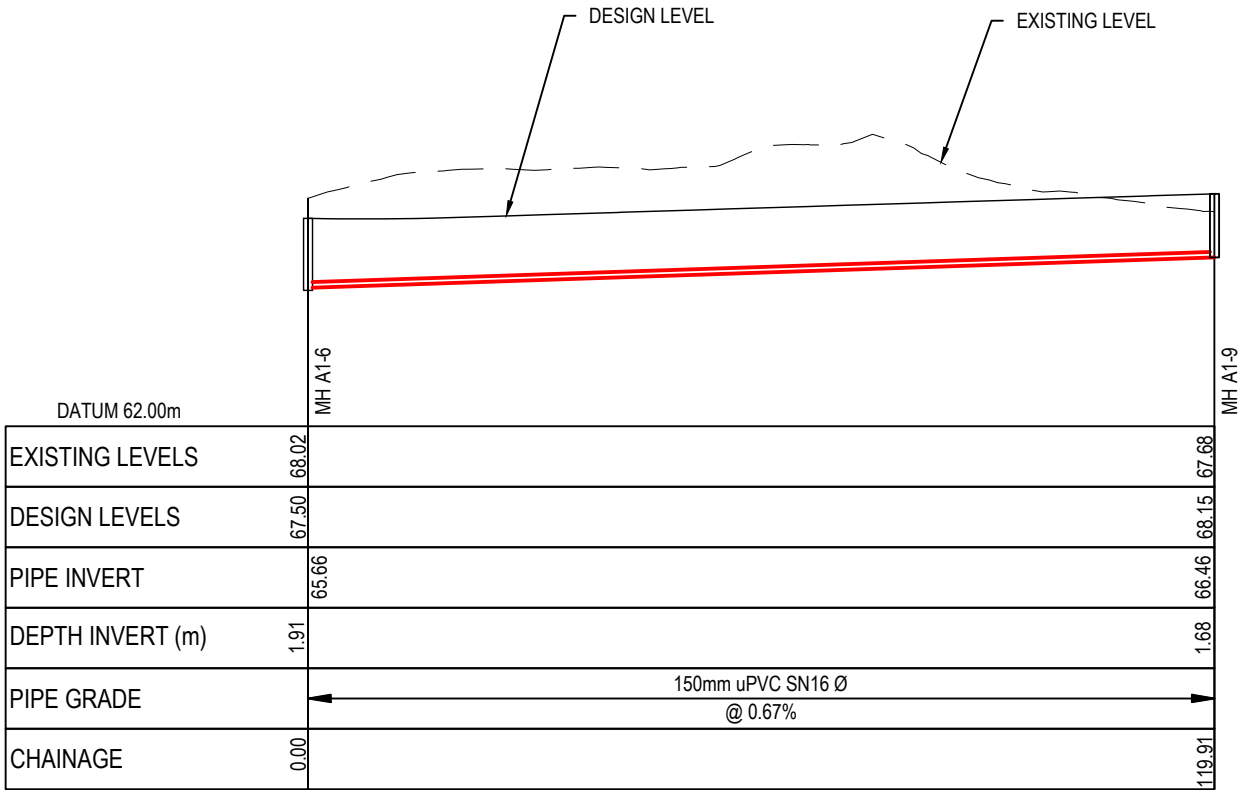 DESIGN LEVEL
EXISTING LEVEL
MH A1-6
MH A1-9
DATUM 62.00m
EXISTING LEVELS 68.02 67.68
DESIGN LEVELS 67.50 68.15
PIPE INVERT 65.66 66.46
DEPTH INVERT (m) 1.91 1.68
PIPE GRADE 150mm uPVC SN16 Ø
@ 0.67%
CHAINAGE 0.00 119.91